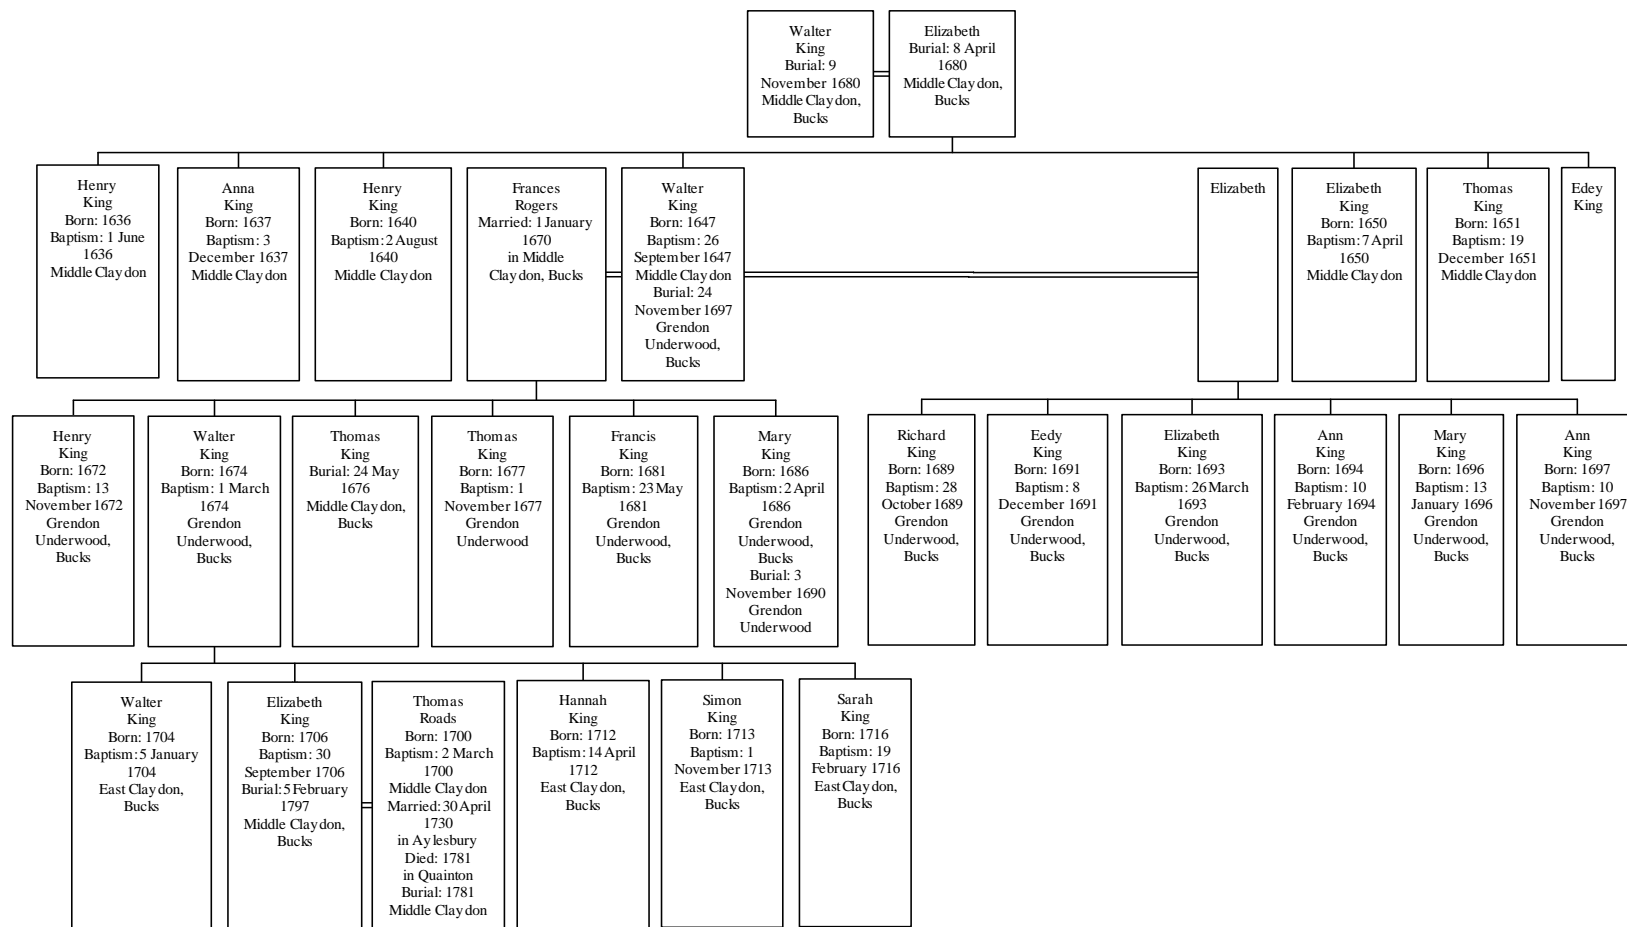 Walter
King
Burial: 9
November 1680
Middle Claydon,
Bucks
Elizabeth
Burial: 8 April
1680
Middle Claydon,
Bucks
Henry
King
Born: 1636
Baptism: 1 June
1636
Middle Claydon
Anna
King
Born: 1637
Baptism: 3
December 1637
Middle Claydon
Henry
King
Born: 1640
Baptism: 2 August
1640
Middle Claydon
Frances
Rogers
Married: 1 January
1670
in Middle
Claydon, Bucks
Walter
King
Born: 1647
Baptism: 26
September 1647
Middle Claydon
Burial: 24
November 1697
Grendon
Underwood,
Bucks
Elizabeth
Elizabeth
King
Born: 1650
Baptism: 7 April
1650
Middle Claydon
Thomas
King
Born: 1651
Baptism: 19
December 1651
Middle Claydon
Edey
King
Henry
King
Born: 1672
Baptism: 13
November 1672
Grendon
Underwood,
Bucks
Walter
King
Born: 1674
Baptism: 1 March
1674
Grendon
Underwood,
Bucks
Thomas
King
Burial: 24 May
1676
Middle Claydon,
Bucks
Thomas
King
Born: 1677
Baptism: 1
November 1677
Grendon
Underwood
Francis
King
Born: 1681
Baptism: 23 May
1681
Grendon
Underwood,
Bucks
Mary
King
Born: 1686
Baptism: 2 April
1686
Grendon
Underwood,
Bucks
Burial: 3
November 1690
Grendon
Underwood
Richard
King
Born: 1689
Baptism: 28
October 1689
Grendon
Underwood,
Bucks
Eedy
King
Born: 1691
Baptism: 8
December 1691
Grendon
Underwood,
Bucks
Elizabeth
King
Born: 1693
Baptism: 26 March
1693
Grendon
Underwood,
Bucks
Ann
King
Born: 1694
Baptism: 10
February 1694
Grendon
Underwood,
Bucks
Mary
King
Born: 1696
Baptism: 13
January 1696
Grendon
Underwood,
Bucks
Ann
King
Born: 1697
Baptism: 10
November 1697
Grendon
Underwood,
Bucks
Walter
King
Born: 1704
Baptism: 5 January
1704
East Claydon,
Bucks
Elizabeth
King
Born: 1706
Baptism: 30
September 1706
Burial: 5 February
1797
Middle Claydon,
Bucks
Thomas
Roads
Born: 1700
Baptism: 2 March
1700
Middle Claydon
Married: 30 April
1730
in Aylesbury
Died: 1781
in Quainton
Burial: 1781
Middle Claydon
Hannah
King
Born: 1712
Baptism: 14 April
1712
East Claydon,
Bucks
Simon
King
Born: 1713
Baptism: 1
November 1713
East Claydon,
Bucks
Sarah
King
Born: 1716
Baptism: 19
February 1716
East Claydon,
Bucks